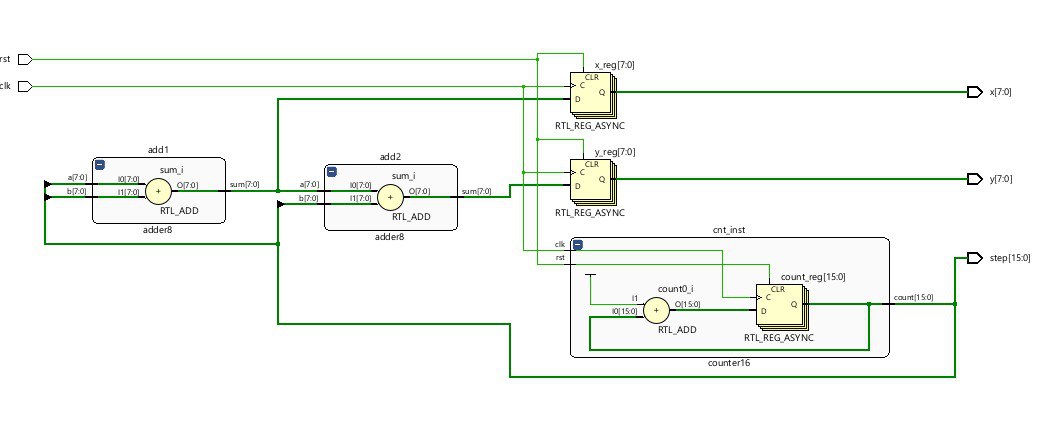 rst
clk
x_reg[7:0]
CLR
C
Q
D
RTL_REG_ASYNC
x[7:0]
add1
sum_i
a[7:0]
I0[7:0]
b[7:0]
I1[7:0]
+
O[7:0]
sum[7:0]
RTL_ADD
adder8
add2
sum_i
a[7:0]
I0[7:0]
b[7:0]
I1[7:0]
+
O[7:0]
sum[7:0]
RTL_ADD
adder8
y_reg[7:0]
CLR
C
Q
D
RTL_REG_ASYNC
y[7:0]
cnt_inst
clk
rst
count0_i
I1
I0[15:0]
+
O[15:0]
RTL_ADD
count_reg[15:0]
CLR
C
Q
D
RTL_REG_ASYNC
count[15:0]
counter16
step[15:0]